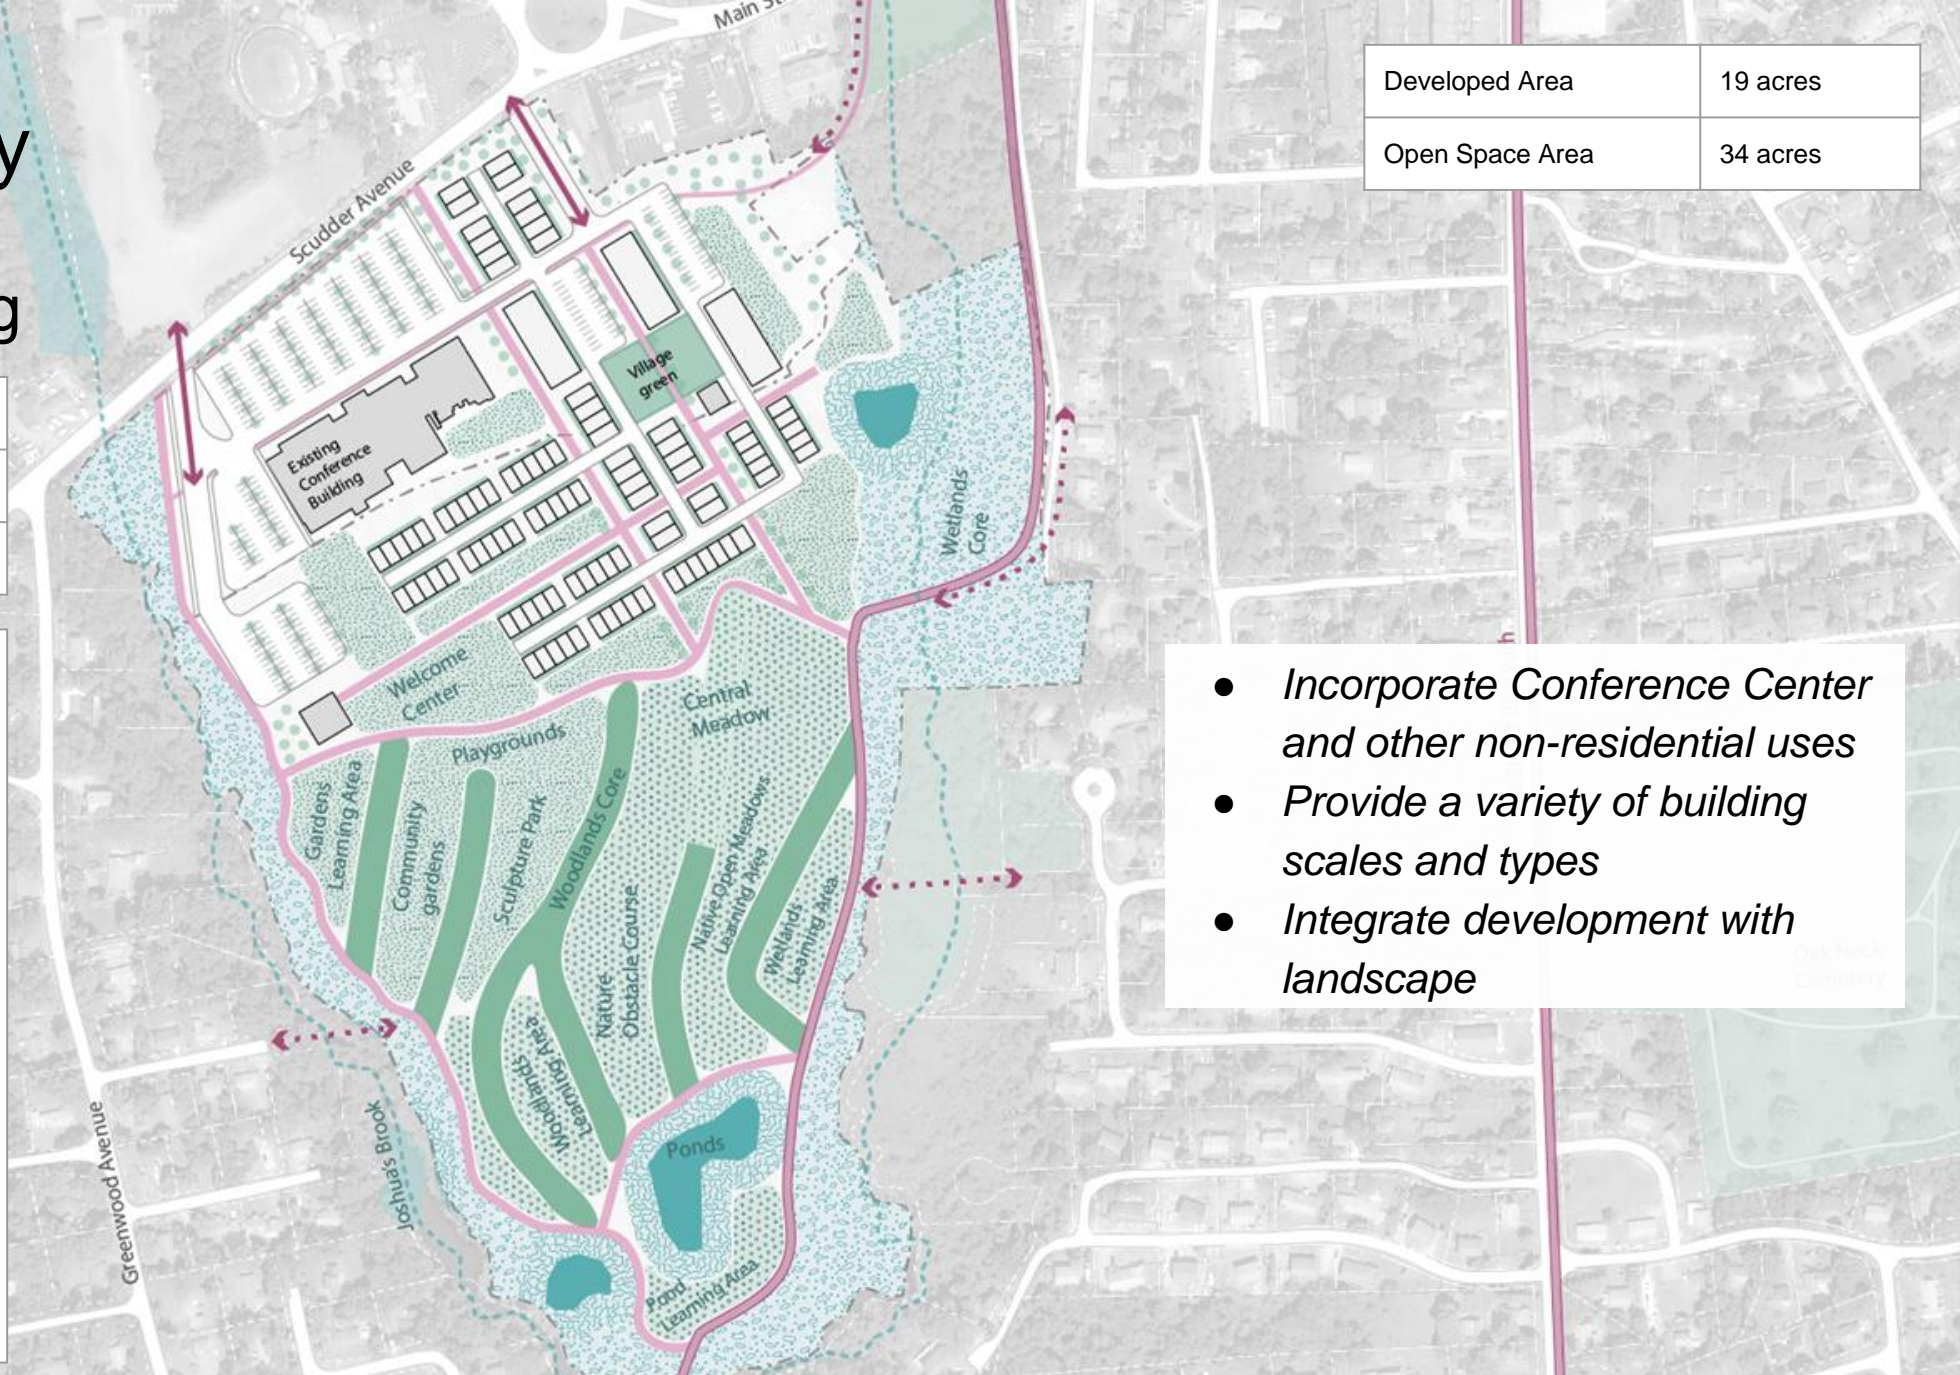 Main St
y
g
Developed Area
19 acres
Open Space Area
34 acres
Scudder Avenue
Village
green
Existing
Conference
Building
Wetlands
Core
Welcome
Center
Central
Meadow
Playgrounds
Gardens
Learning Area
Community
gardens
Sculpture Park
Woodlands Core
Nature
Obstacle Course
Native Open Meadows
Learning Area
Wetlands
Learning Area
Woodlands
Learning Area
Ponds
Pond
Learning Area
Joshua's Brook
Greenwood Avenue
● Incorporate Conference Center
and other non-residential uses
● Provide a variety of building
scales and types
● Integrate development with
landscape
Oak Neck
Cemetery